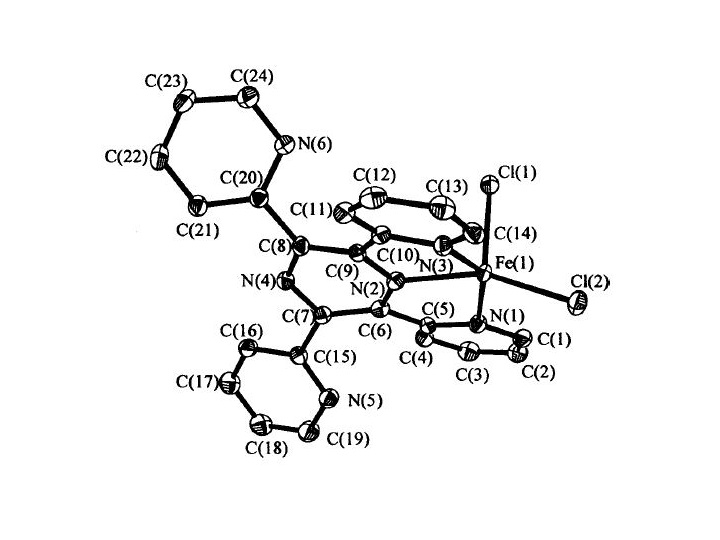 C(23)
C(24)
N(6)
C(22)
C(20)
C(21)
C(12)
C(13)
Cl(1)
C(11)
C(14)
C(8)
C(10)
C(9)
N(3)
Fe(1)
N(4)
N(2)
Cl(2)
C(7)
C(6)
C(5)
N(1)
C(16)
C(4)
C(1)
C(15)
C(3)
C(2)
C(17)
N(5)
C(18)
C(19)